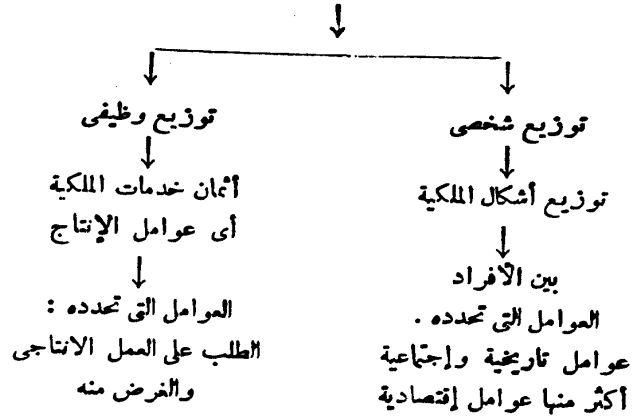 توزيع شخصى
توزيع أشكال الملكية
بين الأفراد
العوامل التى تحدده .
عوامل تاريخية وإجتماعية
أكثر منها عوامل إقتصادية
توزيع وظيفى
أثمان خدمات الملكية
أى عوامل الإنتاج
العوامل التى تحدده :
الطلب على العمل الانتاجى
والغرض منه